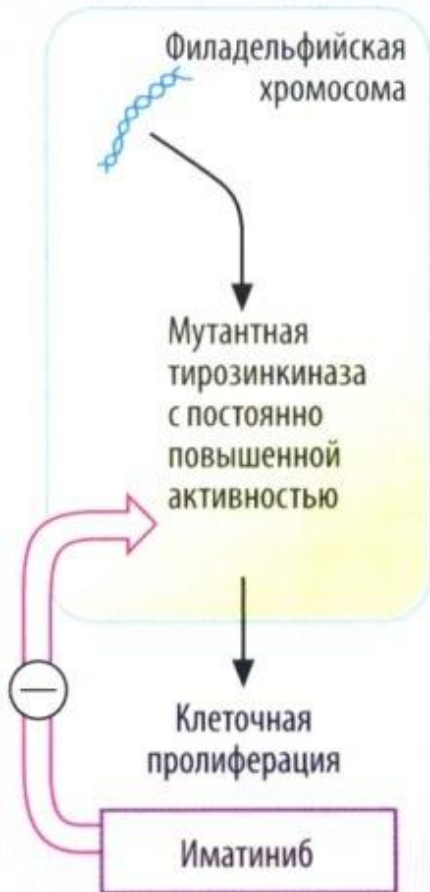 Филадельфийская
хромосома
Мутантная
тирозинкиназа
с постоянно
повышенной
активностью
Клеточная
пролиферация
Иматиниб